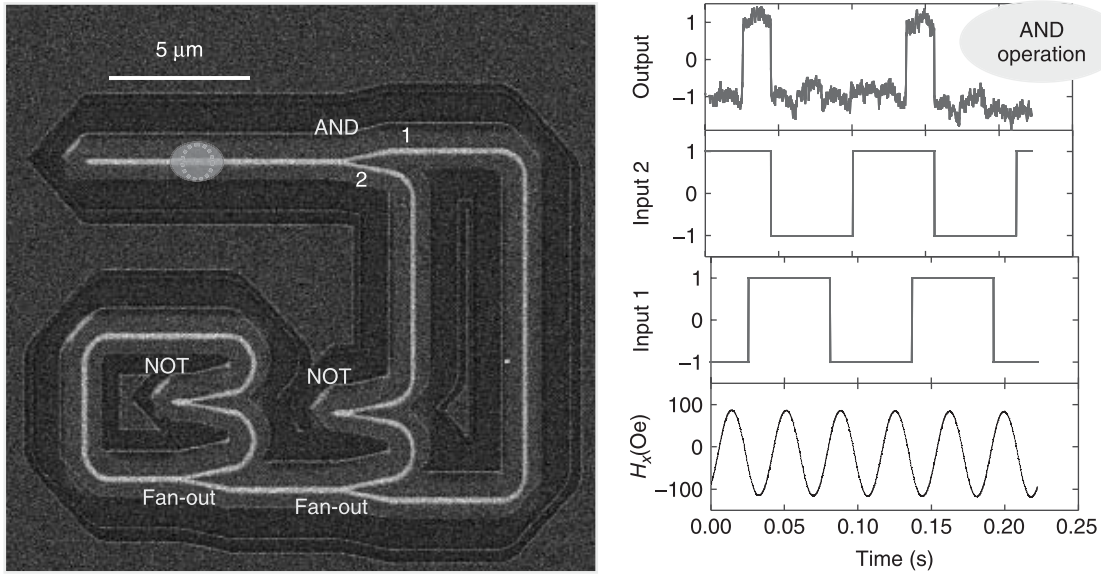 5 μm
AND
1
2
NOT
NOT
Fan-out
Fan-out
AND
operation
Output
1
0
−1
Input 2
1
0
−1
Input 1
1
0
−1
Hx(Oe)
100
0
−100
0.00 0.05 0.10 0.15 0.20 0.25
Time (s)